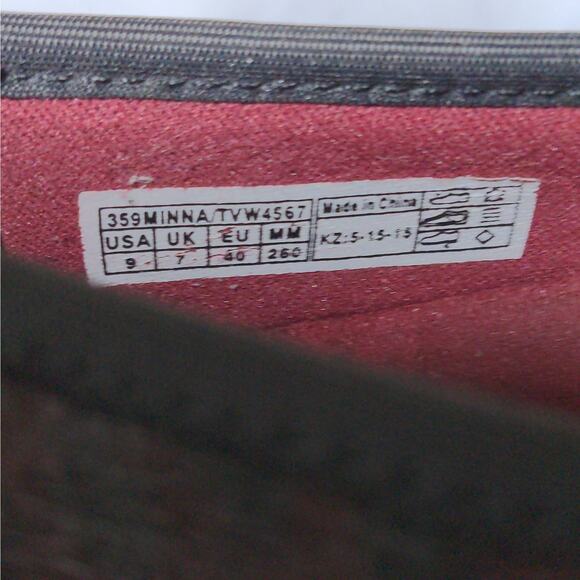 359MINNA/TVW4567
USA UK EU MM
9 7 40 260
Made in China
KZ:5-15-15